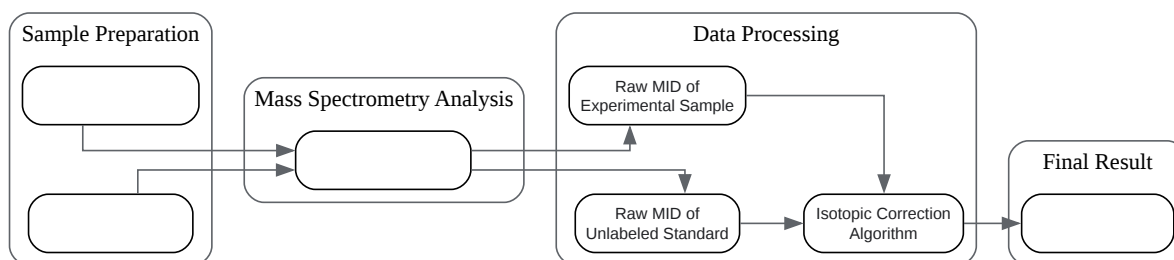 Sample Preparation
Mass Spectrometry Analysis
Data Processing
Raw MID of
Experimental Sample
Raw MID of
Unlabeled Standard
Isotopic Correction
Algorithm
Final Result